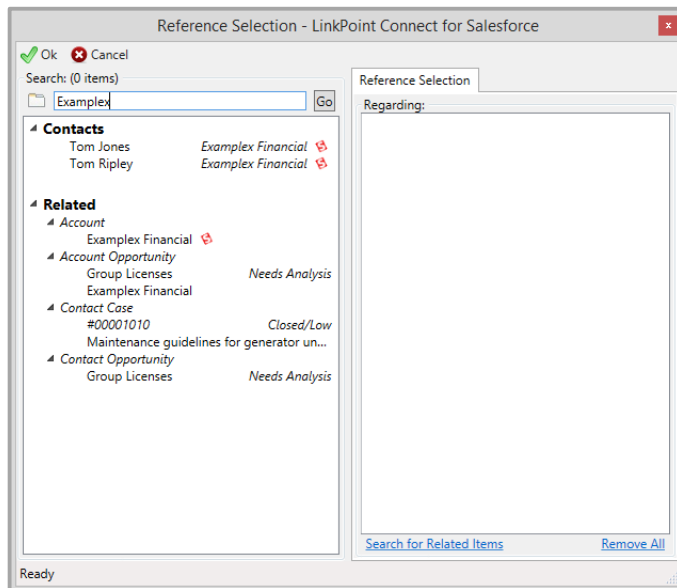 Reference Selection - LinkPoint Connect for Salesforce
x
Ok Cancel
Search: (0 items)
Examplex Go
Contacts
Tom Jones Examplex Financial
Tom Ripley Examplex Financial
Related
Account
Examplex Financial
Account Opportunity
Group Licenses Needs Analysis
Examplex Financial
Contact Case
#00001010 Closed/Low
Maintenance guidelines for generator un...
Contact Opportunity
Group Licenses Needs Analysis
Reference Selection
Regarding:
Search for Related Items Remove All
Ready